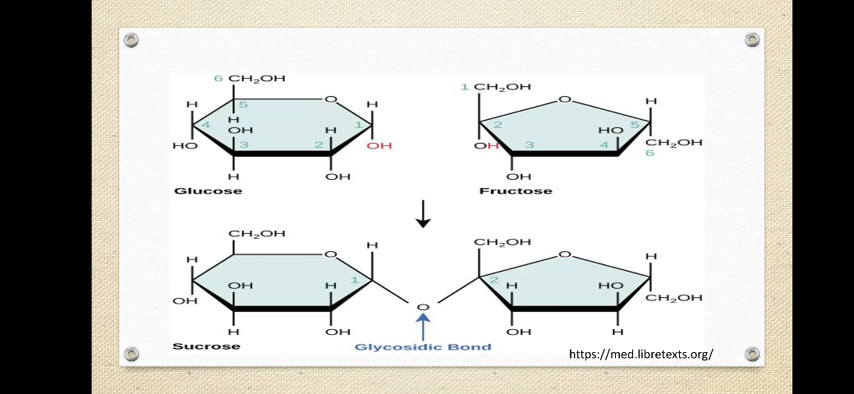 6 CH₂OH
1 CH₂OH
H 5 O H
O H
4 H 1
2 5
OH H
HO
HO 3 2 OH
OH 3 4 CH₂OH
6
H OH
OH
Glucose
Fructose
CH₂OH
CH₂OH
H O H
O H
1
2
OH H
H HO
OH
CH₂OH
O
H OH
OH H
Sucrose
Glycosidic Bond
https://med.libretexts.org/